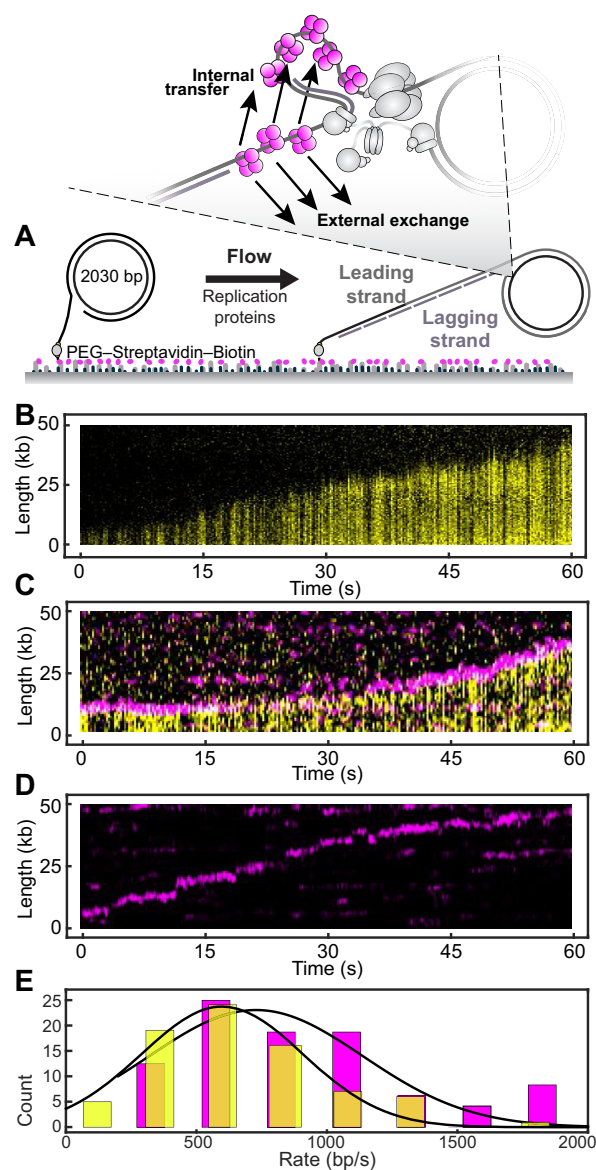 Internal
transfer
External exchange
A
2030 bp
Flow
Replication
proteins
Leading
strand
Lagging
strand
PEG–Streptavidin–Biotin
B
Length (kb)
50
25
0
0
15
30
45
60
Time (s)
C
Length (kb)
50
25
0
0
15
30
45
60
Time (s)
D
Length (kb)
50
25
0
0
15
30
45
60
Time (s)
E
Count
25
20
15
10
5
0
0
500
1000
1500
2000
Rate (bp/s)